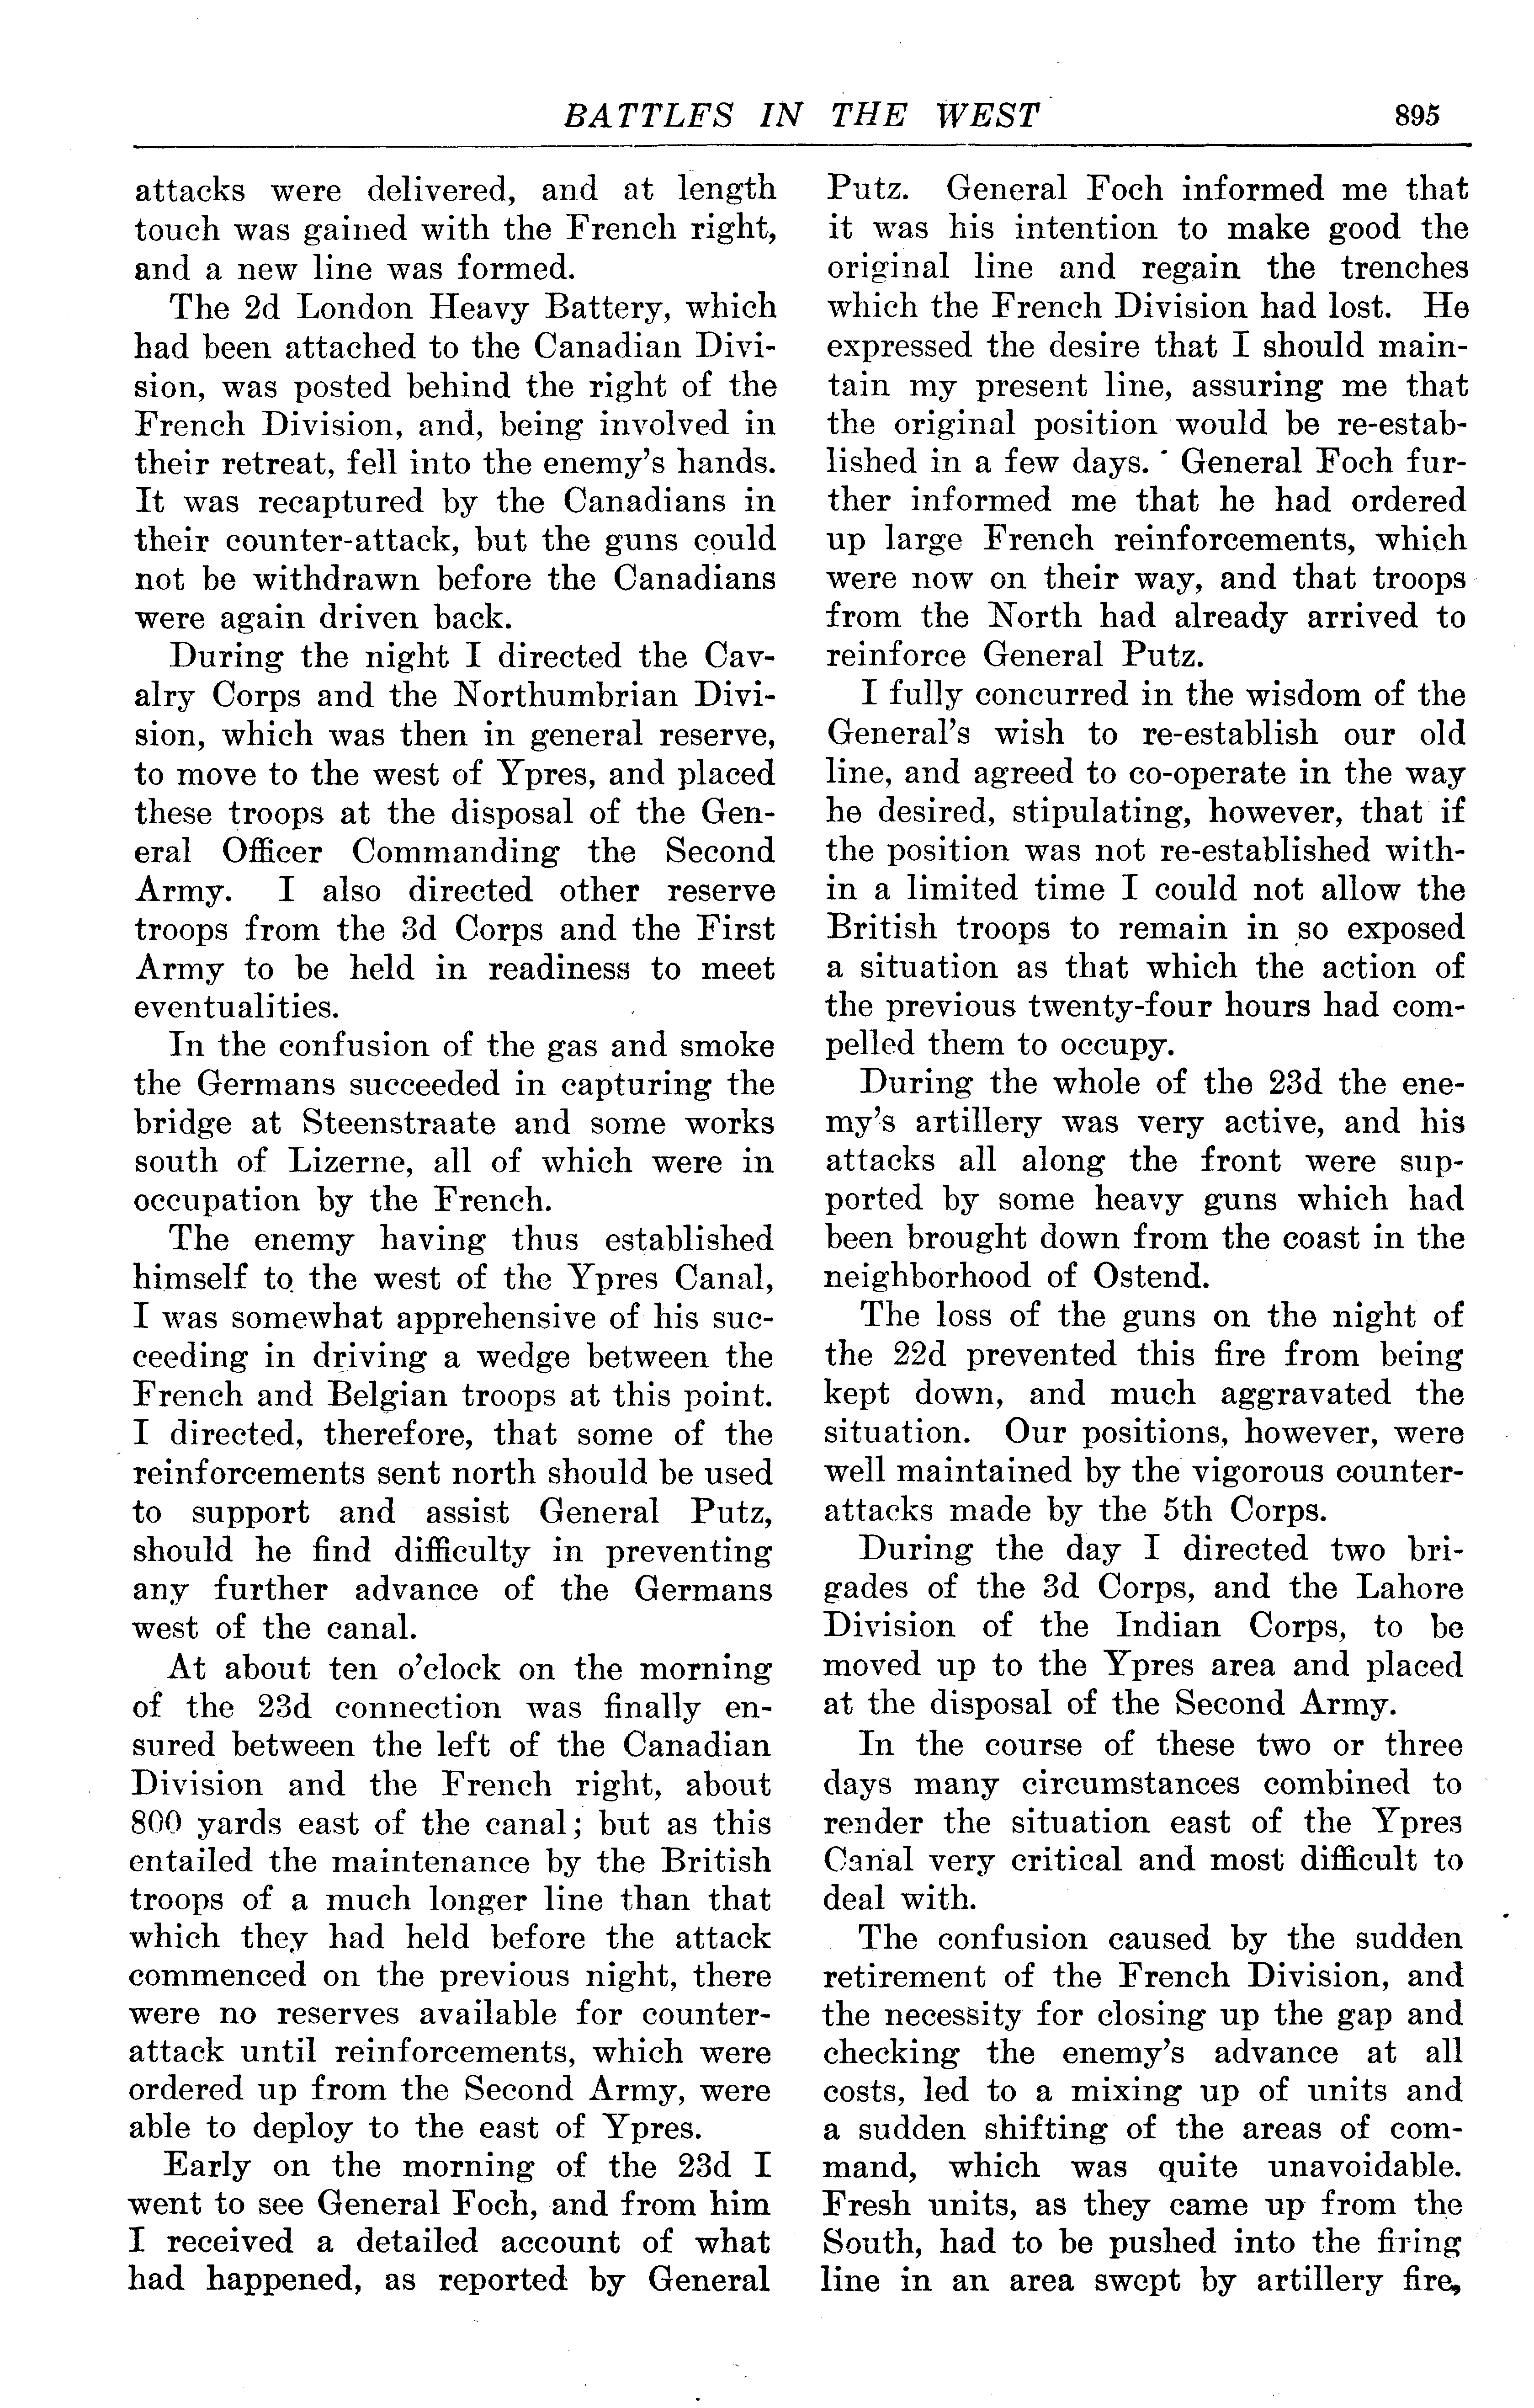 BATTLES IN THE WEST 895
attacks were delivered, and at length
touch was gained with the French right,
and a new line was formed.
The 2d London Heavy Battery, which
had been attached to the Canadian Divi-
sion, was posted behind the right of the
French Division, and, being involved in
their retreat, fell into the enemy's hands.
It was recaptured by the Canadians in
their counter-attack, but the guns could
not be withdrawn before the Canadians
were again driven back.
During the night I directed the Cav-
alry Corps and the Northumbrian Divi-
sion, which was then in general reserve,
to move to the west of Ypres, and placed
these troops at the disposal of the Gen-
eral Officer Commanding the Second
Army. I also directed other reserve
troops from the 3d Corps and the First
Army to be held in readiness to meet
eventualities.
In the confusion of the gas and smoke
the Germans succeeded in capturing the
bridge at Steenstraate and some works
south of Lizerne, all of which were in
occupation by the French.
The enemy having thus established
himself to the west of the Ypres Canal,
I was somewhat apprehensive of his suc-
ceeding in driving a wedge between the
French and Belgian troops at this point.
I directed, therefore, that some of the
reinforcements sent north should be used
to support and assist General Putz,
should he find difficulty in preventing
any further advance of the Germans
west of the canal.
At about ten o'clock on the morning
of the 23d connection was finally en-
sured between the left of the Canadian
Division and the French right, about
800 yards east of the canal; but as this
entailed the maintenance by the British
troops of a much longer line than that
which they had held before the attack
commenced on the previous night, there
were no reserves available for counter-
attack until reinforcements, which were
ordered up from the Second Army, were
able to deploy to the east of Ypres.
Early on the morning of the 23d I
went to see General Foch, and from him
I received a detailed account of what
had happened, as reported by General
Putz. General Foch informed me that
it was his intention to make good the
original line and regain the trenches
which the French Division had lost. He
expressed the desire that I should main-
tain my present line, assuring me that
the original position would be re-estab-
lished in a few days. General Foch fur-
ther informed me that he had ordered
up large French reinforcements, which
were now on their way, and that troops
from the North had already arrived to
reinforce General Putz.
I fully concurred in the wisdom of the
General's wish to re-establish our old
line, and agreed to co-operate in the way
he desired, stipulating, however, that if
the position was not re-established with-
in a limited time I could not allow the
British troops to remain in so exposed
a situation as that which the action of
the previous twenty-four hours had com-
pelled them to occupy.
During the whole of the 23d the ene-
my's artillery was very active, and his
attacks all along the front were sup-
ported by some heavy guns which had
been brought down from the coast in the
neighborhood of Ostend.
The loss of the guns on the night of
the 22d prevented this fire from being
kept down, and much aggravated the
situation. Our positions, however, were
well maintained by the vigorous counter-
attacks made by the 5th Corps.
During the day I directed two bri-
gades of the 3d Corps, and the Lahore
Division of the Indian Corps, to be
moved up to the Ypres area and placed
at the disposal of the Second Army.
In the course of these two or three
days many circumstances combined to
render the situation east of the Ypres
Canal very critical and most difficult to
deal with.
The confusion caused by the sudden
retirement of the French Division, and
the necessity for closing up the gap and
checking the enemy's advance at all
costs, led to a mixing up of units and
a sudden shifting of the areas of com-
mand, which was quite unavoidable.
Fresh units, as they came up from the
South, had to be pushed into the firing
line in an area swept by artillery fire,